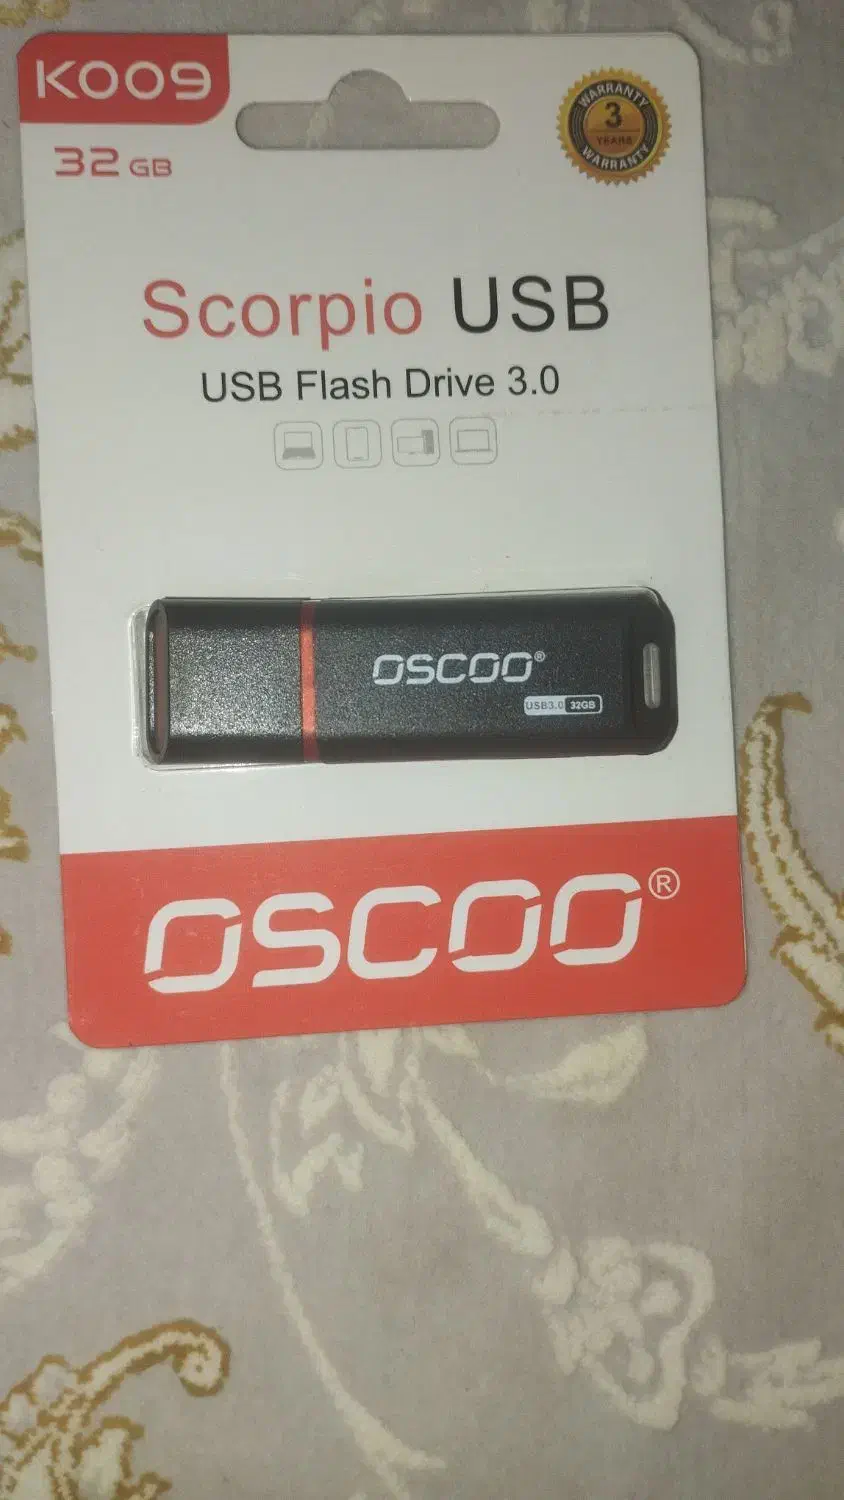 K009
32 GB
WARRANTY
3
YEARS
WARRANTY
Scorpio USB
USB Flash Drive 3.0
OSCOO®
USB3.0 32GB
OSCOO®